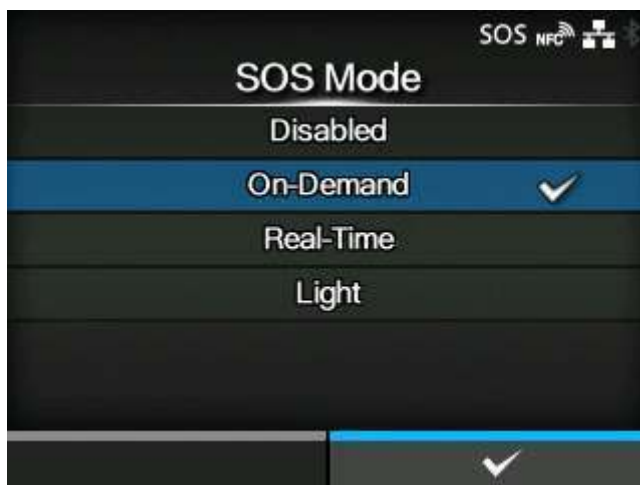 SOS NFC
SOS Mode
Disabled
On-Demand
Real-Time
Light